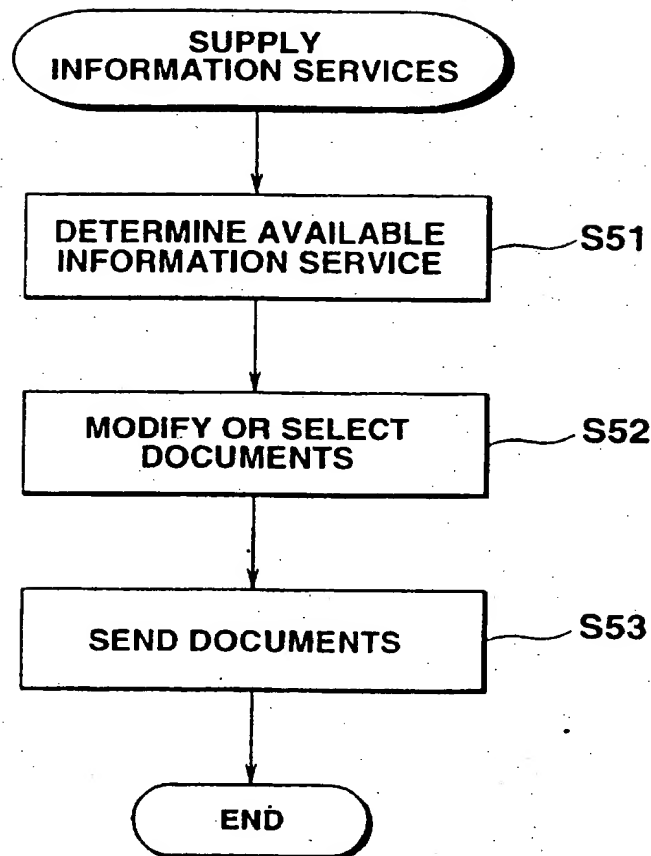 SUPPLY
INFORMATION SERVICES
DETERMINE AVAILABLE
INFORMATION SERVICE
S51
MODIFY OR SELECT
DOCUMENTS
S52
SEND DOCUMENTS
S53
END